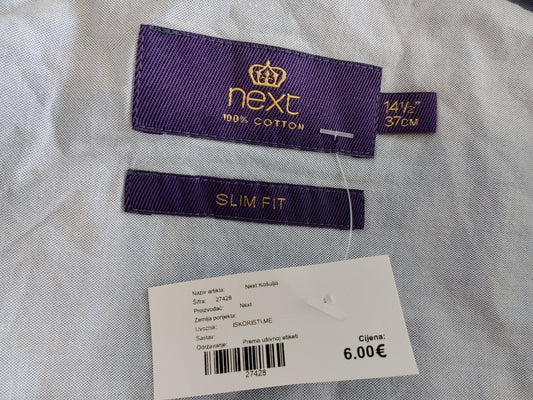 next
100% COTTON
14½"
37CM
SLIM FIT
Naziv artikla: Next Košulja
Šifra: 27428
Proizvođač: Next
Zemlja porijekla:
Uvoznik: ISKORISTI.ME
Sastav:
Održavanje: Prema ušivnoj etiketi
27428
Cijena:
6.00€